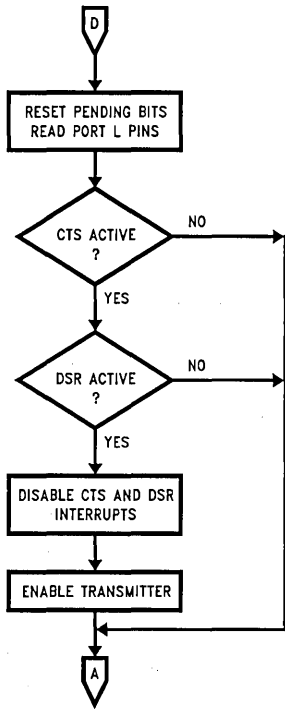 D
RESET PENDING BITS
READ PORT L PINS
CTS ACTIVE
?
NO
YES
DSR ACTIVE
?
NO
YES
DISABLE CTS AND DSR
INTERRUPTS
ENABLE TRANSMITTER
A